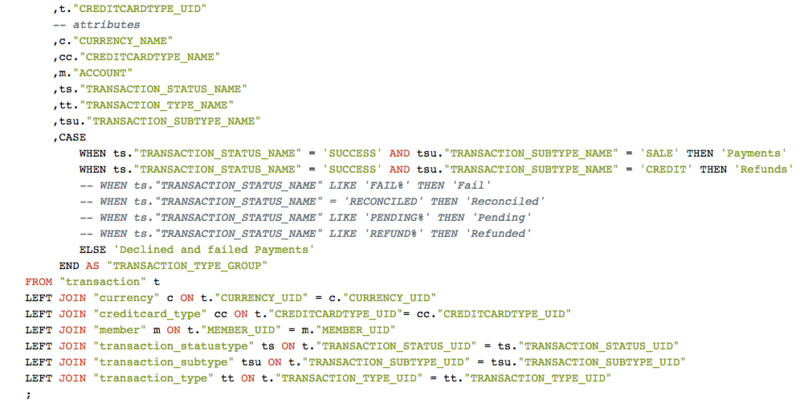 ,t."CREDITCARDTYPE_UID"
-- attributes
,c."CURRENCY_NAME"
,cc."CREDITCARDTYPE_NAME"
,m."ACCOUNT"
,ts."TRANSACTION_STATUS_NAME"
,tt."TRANSACTION_TYPE_NAME"
,tsu."TRANSACTION_SUBTYPE_NAME"
,CASE
WHEN ts."TRANSACTION_STATUS_NAME" = 'SUCCESS' AND tsu."TRANSACTION_SUBTYPE_NAME" = 'SALE' THEN 'Payments'
WHEN ts."TRANSACTION_STATUS_NAME" = 'SUCCESS' AND tsu."TRANSACTION_SUBTYPE_NAME" = 'CREDIT' THEN 'Refunds'
-- WHEN ts."TRANSACTION_STATUS_NAME" LIKE 'FAIL%' THEN 'Fail'
-- WHEN ts."TRANSACTION_STATUS_NAME" = 'RECONCILED' THEN 'Reconciled'
-- WHEN ts."TRANSACTION_STATUS_NAME" LIKE 'PENDING%' THEN 'Pending'
-- WHEN ts."TRANSACTION_STATUS_NAME" LIKE 'REFUND%' THEN 'Refunded'
ELSE 'Declined and failed Payments'
END AS "TRANSACTION_TYPE_GROUP"
FROM "transaction" t
LEFT JOIN "currency" c ON t."CURRENCY_UID" = c."CURRENCY_UID"
LEFT JOIN "creditcard_type" cc ON t."CREDITCARDTYPE_UID"= cc."CREDITCARDTYPE_UID"
LEFT JOIN "member" m ON t."MEMBER_UID" = m."MEMBER_UID"
LEFT JOIN "transaction_statustype" ts ON t."TRANSACTION_STATUS_UID" = ts."TRANSACTION_STATUS_UID"
LEFT JOIN "transaction_subtype" tsu ON t."TRANSACTION_SUBTYPE_UID" = tsu."TRANSACTION_SUBTYPE_UID"
LEFT JOIN "transaction_type" tt ON t."TRANSACTION_TYPE_UID" = tt."TRANSACTION_TYPE_UID"
;